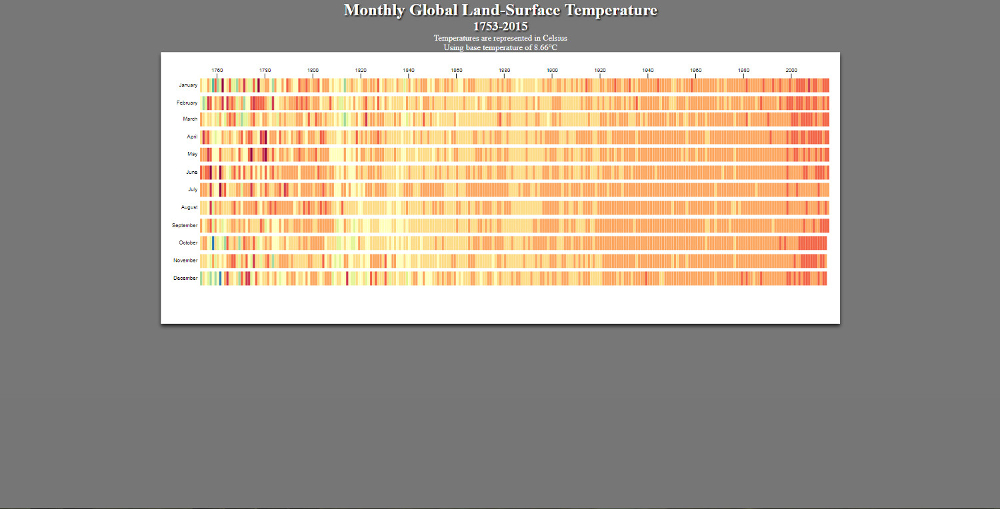 Monthly Global Land-Surface Temperature
1753-2015
Temperatures are represented in Celsius
Using base temperature of 8.66°C
1760 1780 1800 1820 1840 1860 1880 1900 1920 1940 1960 1980 2000
January
February
March
April
May
June
July
August
September
October
November
December